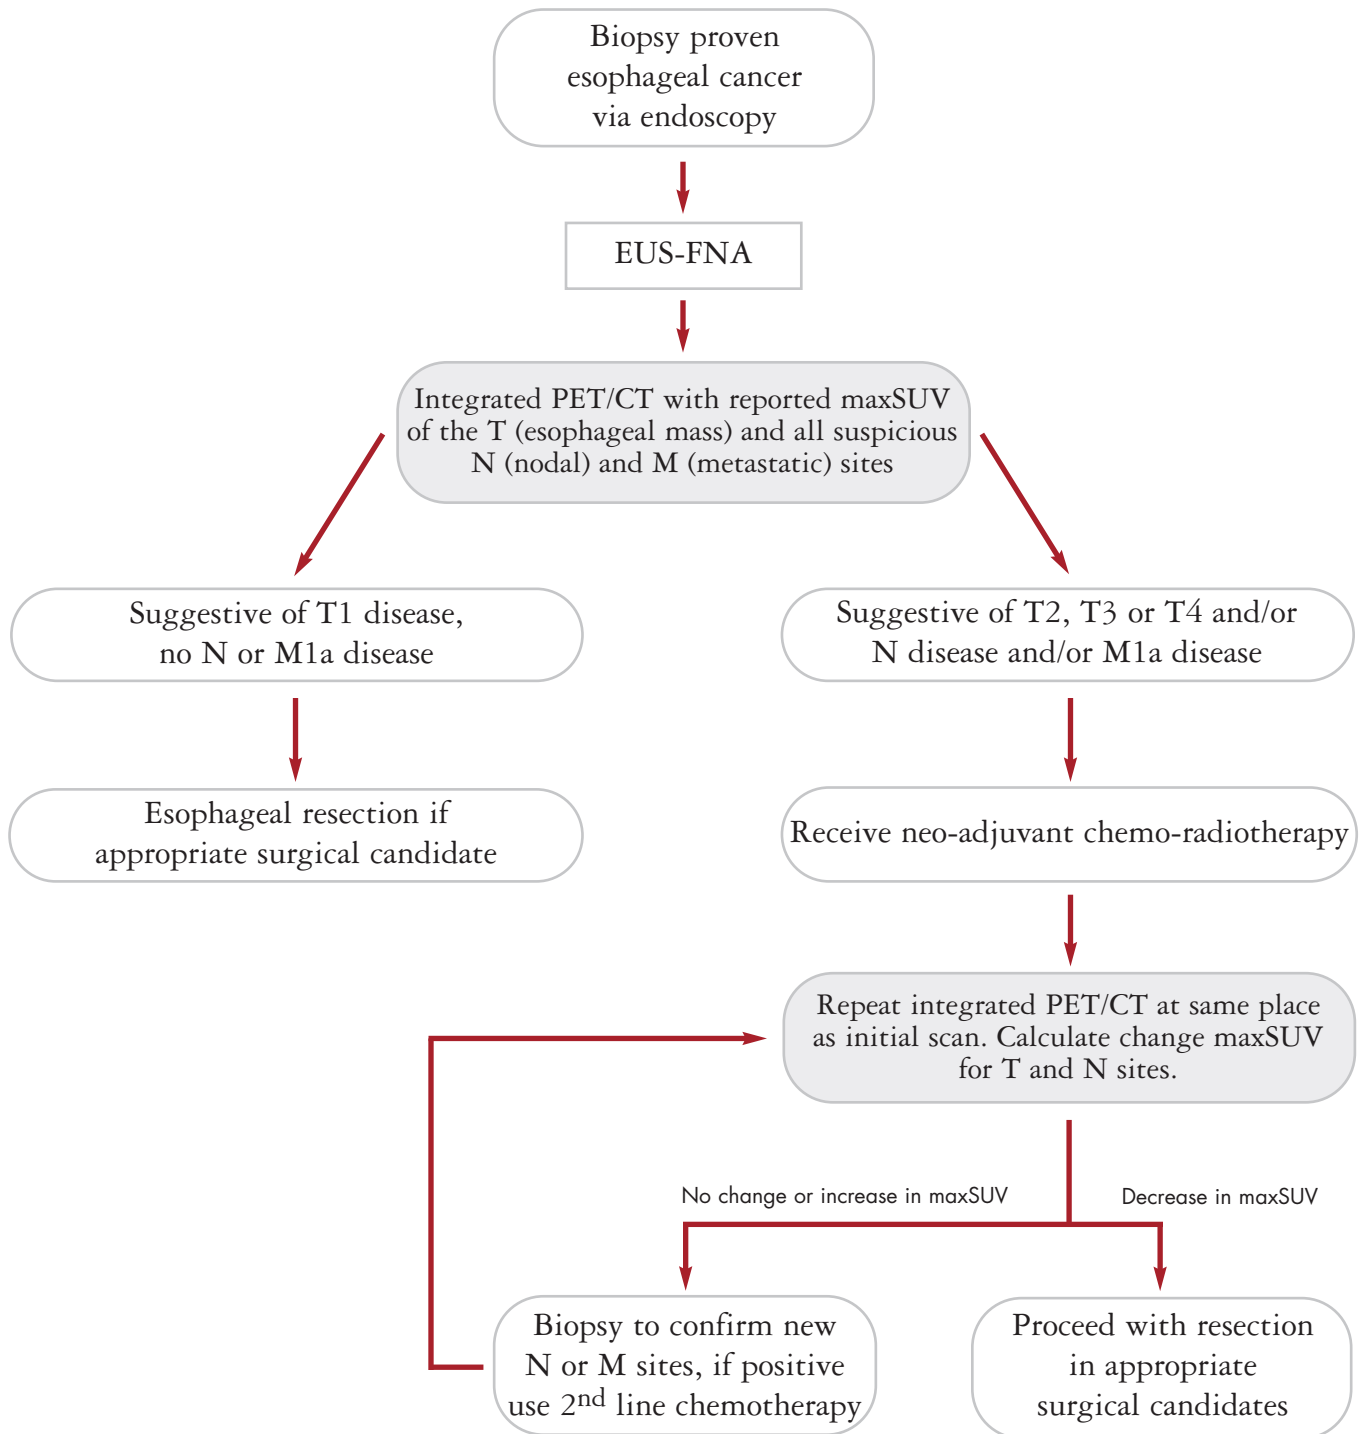 Biopsy proven
esophageal cancer
via endoscopy
EUS-FNA
Integrated PET/CT with reported maxSUV
of the T (esophageal mass) and all suspicious
N (nodal) and M (metastatic) sites
Suggestive of T1 disease,
no N or M1a disease
Suggestive of T2, T3 or T4 and/or
N disease and/or M1a disease
Esophageal resection if
appropriate surgical candidate
Receive neo-adjuvant chemo-radiotherapy
Repeat integrated PET/CT at same place
as initial scan. Calculate change maxSUV
for T and N sites.
No change or increase in maxSUV
Decrease in maxSUV
Biopsy to confirm new
N or M sites, if positive
use 2nd line chemotherapy
Proceed with resection
in appropriate
surgical candidates